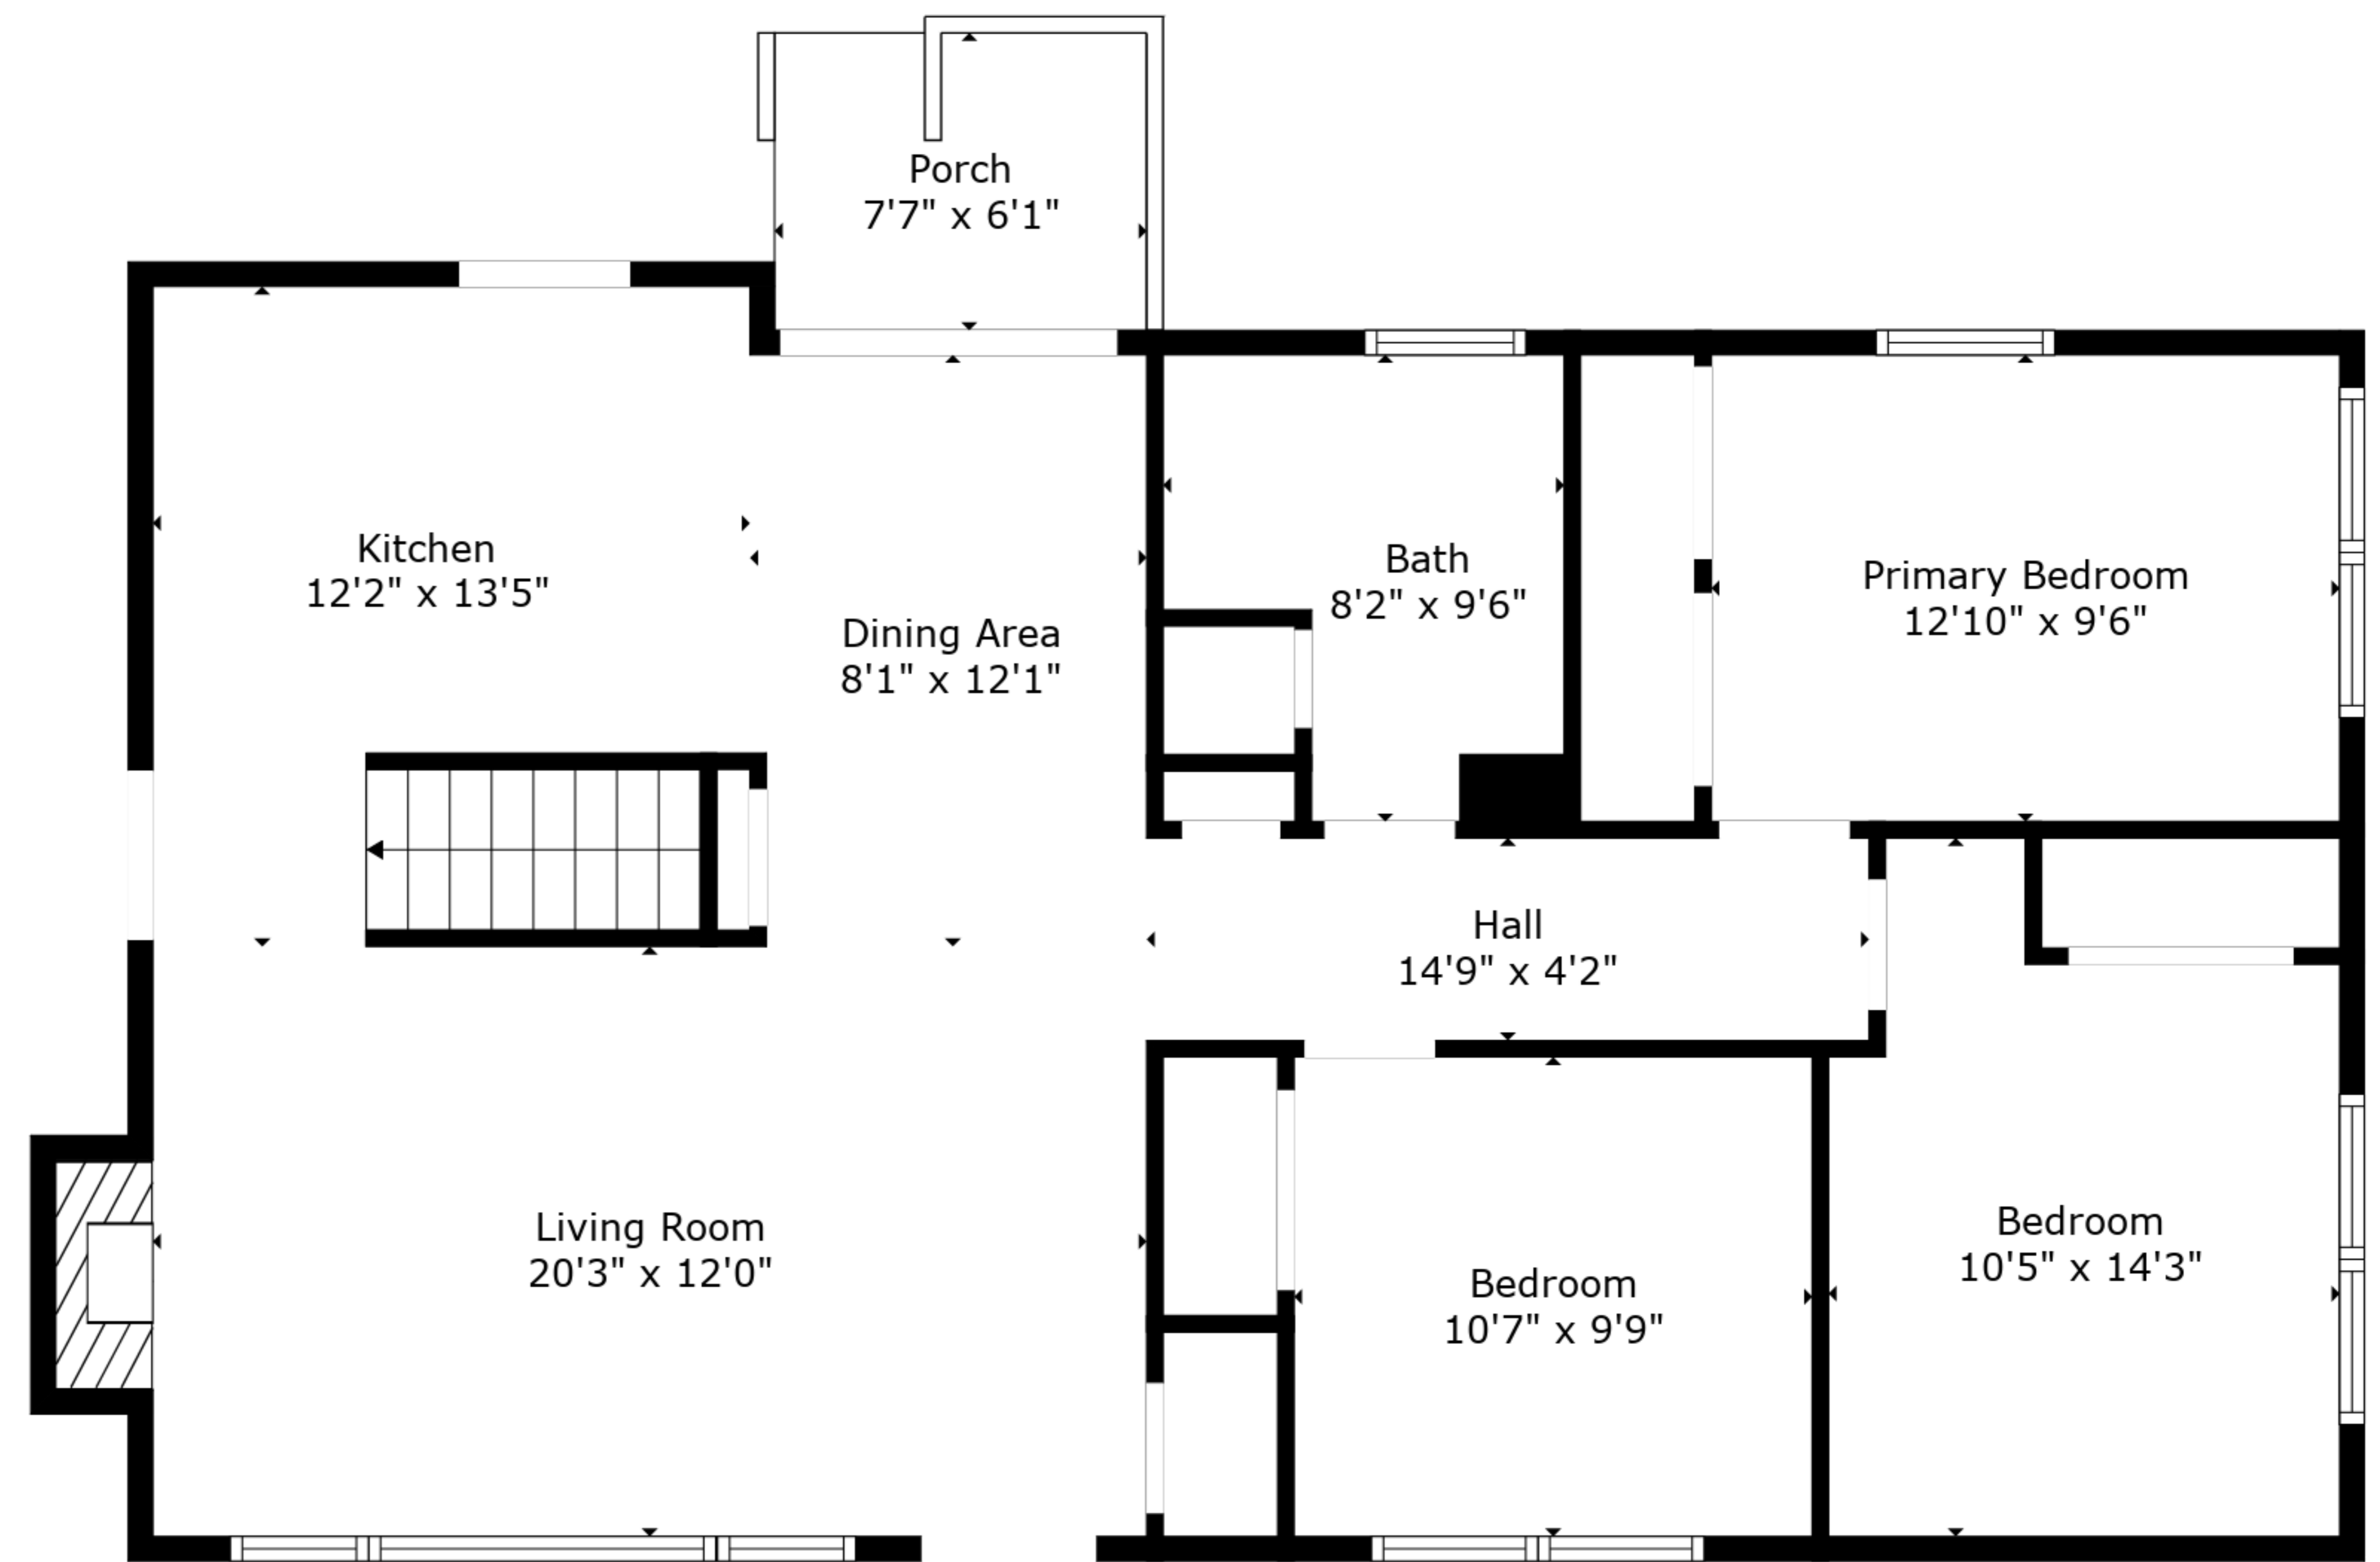 Porch
7'7" x 6'1"
Kitchen
12'2" x 13'5"
Dining Area
8'1" x 12'1"
Bath
8'2" x 9'6"
Primary Bedroom
12'10" x 9'6"
Hall
14'9" x 4'2"
Living Room
20'3" x 12'0"
Bedroom
10'7" x 9'9"
Bedroom
10'5" x 14'3"